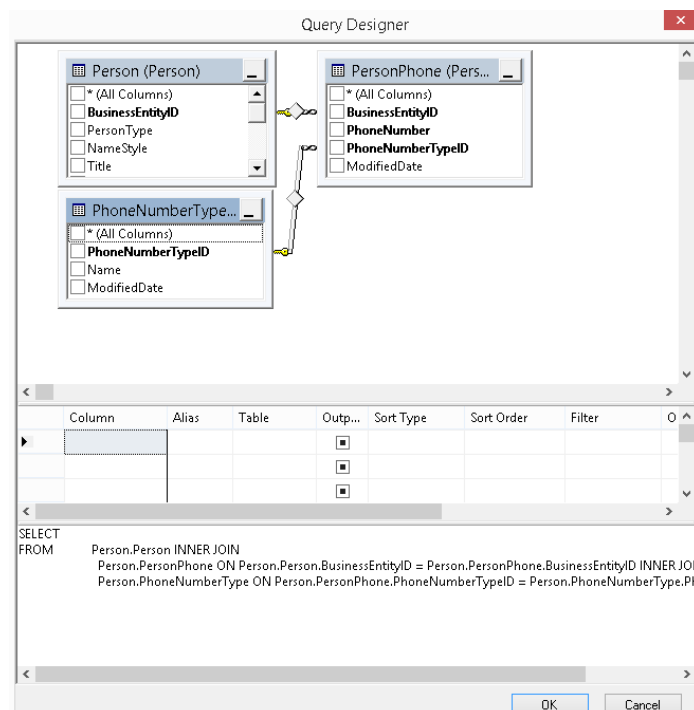 Query Designer
Person (Person)
* (All Columns)
BusinessEntityID
PersonType
NameStyle
Title
PersonPhone (Pers...
* (All Columns)
BusinessEntityID
PhoneNumber
PhoneNumberTypeID
ModifiedDate
PhoneNumberType...
* (All Columns)
PhoneNumberTypeID
Name
ModifiedDate
Column Alias Table Outp... Sort Type Sort Order Filter O
SELECT
FROM Person.Person INNER JOIN
Person.PersonPhone ON Person.Person.BusinessEntityID = Person.PersonPhone.BusinessEntityID INNER JOI
Person.PhoneNumberType ON Person.PersonPhone.PhoneNumberTypeID = Person.PhoneNumberType.Ph
OK Cancel